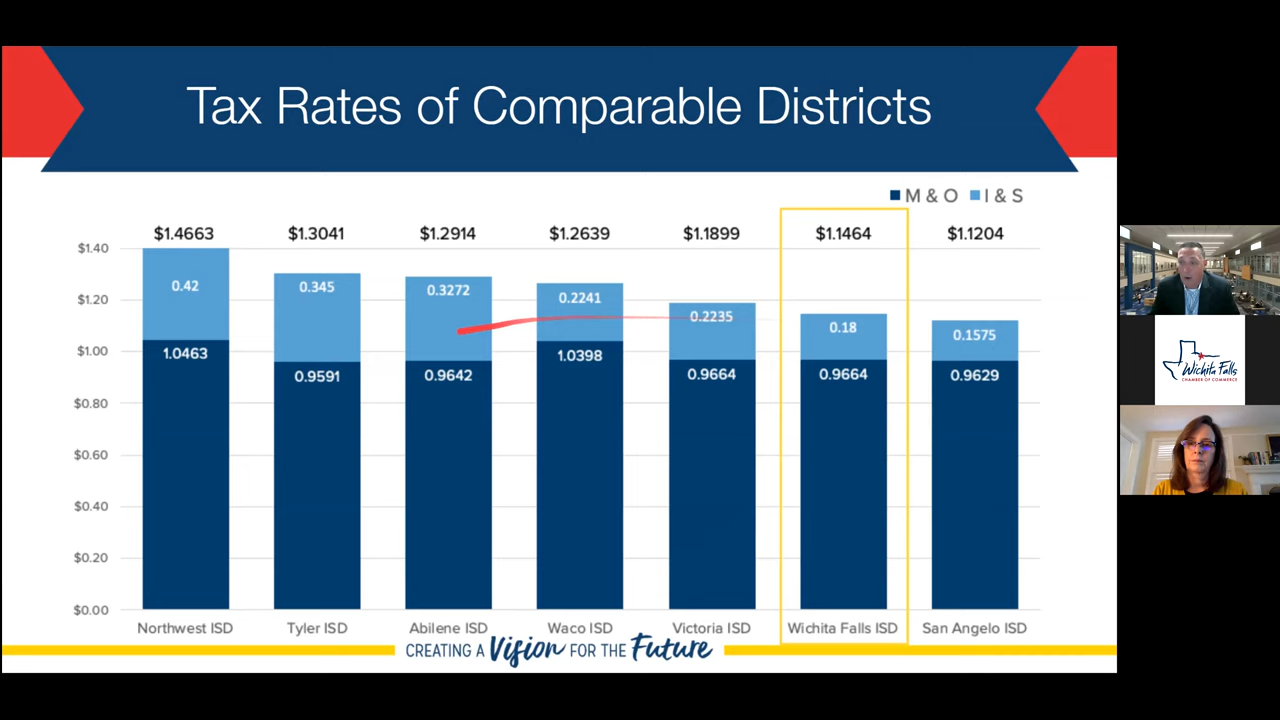 Tax Rates of Comparable Districts
M & O I & S
$1.4663 $1.3041 $1.2914 $1.2639 $1.1899 $1.1464 $1.1204
$1.40
0.42 0.345 0.3272 0.2241 0.2235 0.18 0.1575
$1.20
$1.00
1.0463 0.9591 0.9642 1.0398 0.9664 0.9664 0.9629
$0.80
$0.60
$0.40
$0.20
$0.00
Northwest ISD Tyler ISD Abilene ISD Waco ISD Victoria ISD Wichita Falls ISD San Angelo ISD
CREATING A Vision FOR THE Future
Wichita Falls
CHAMBER OF COMMERCE